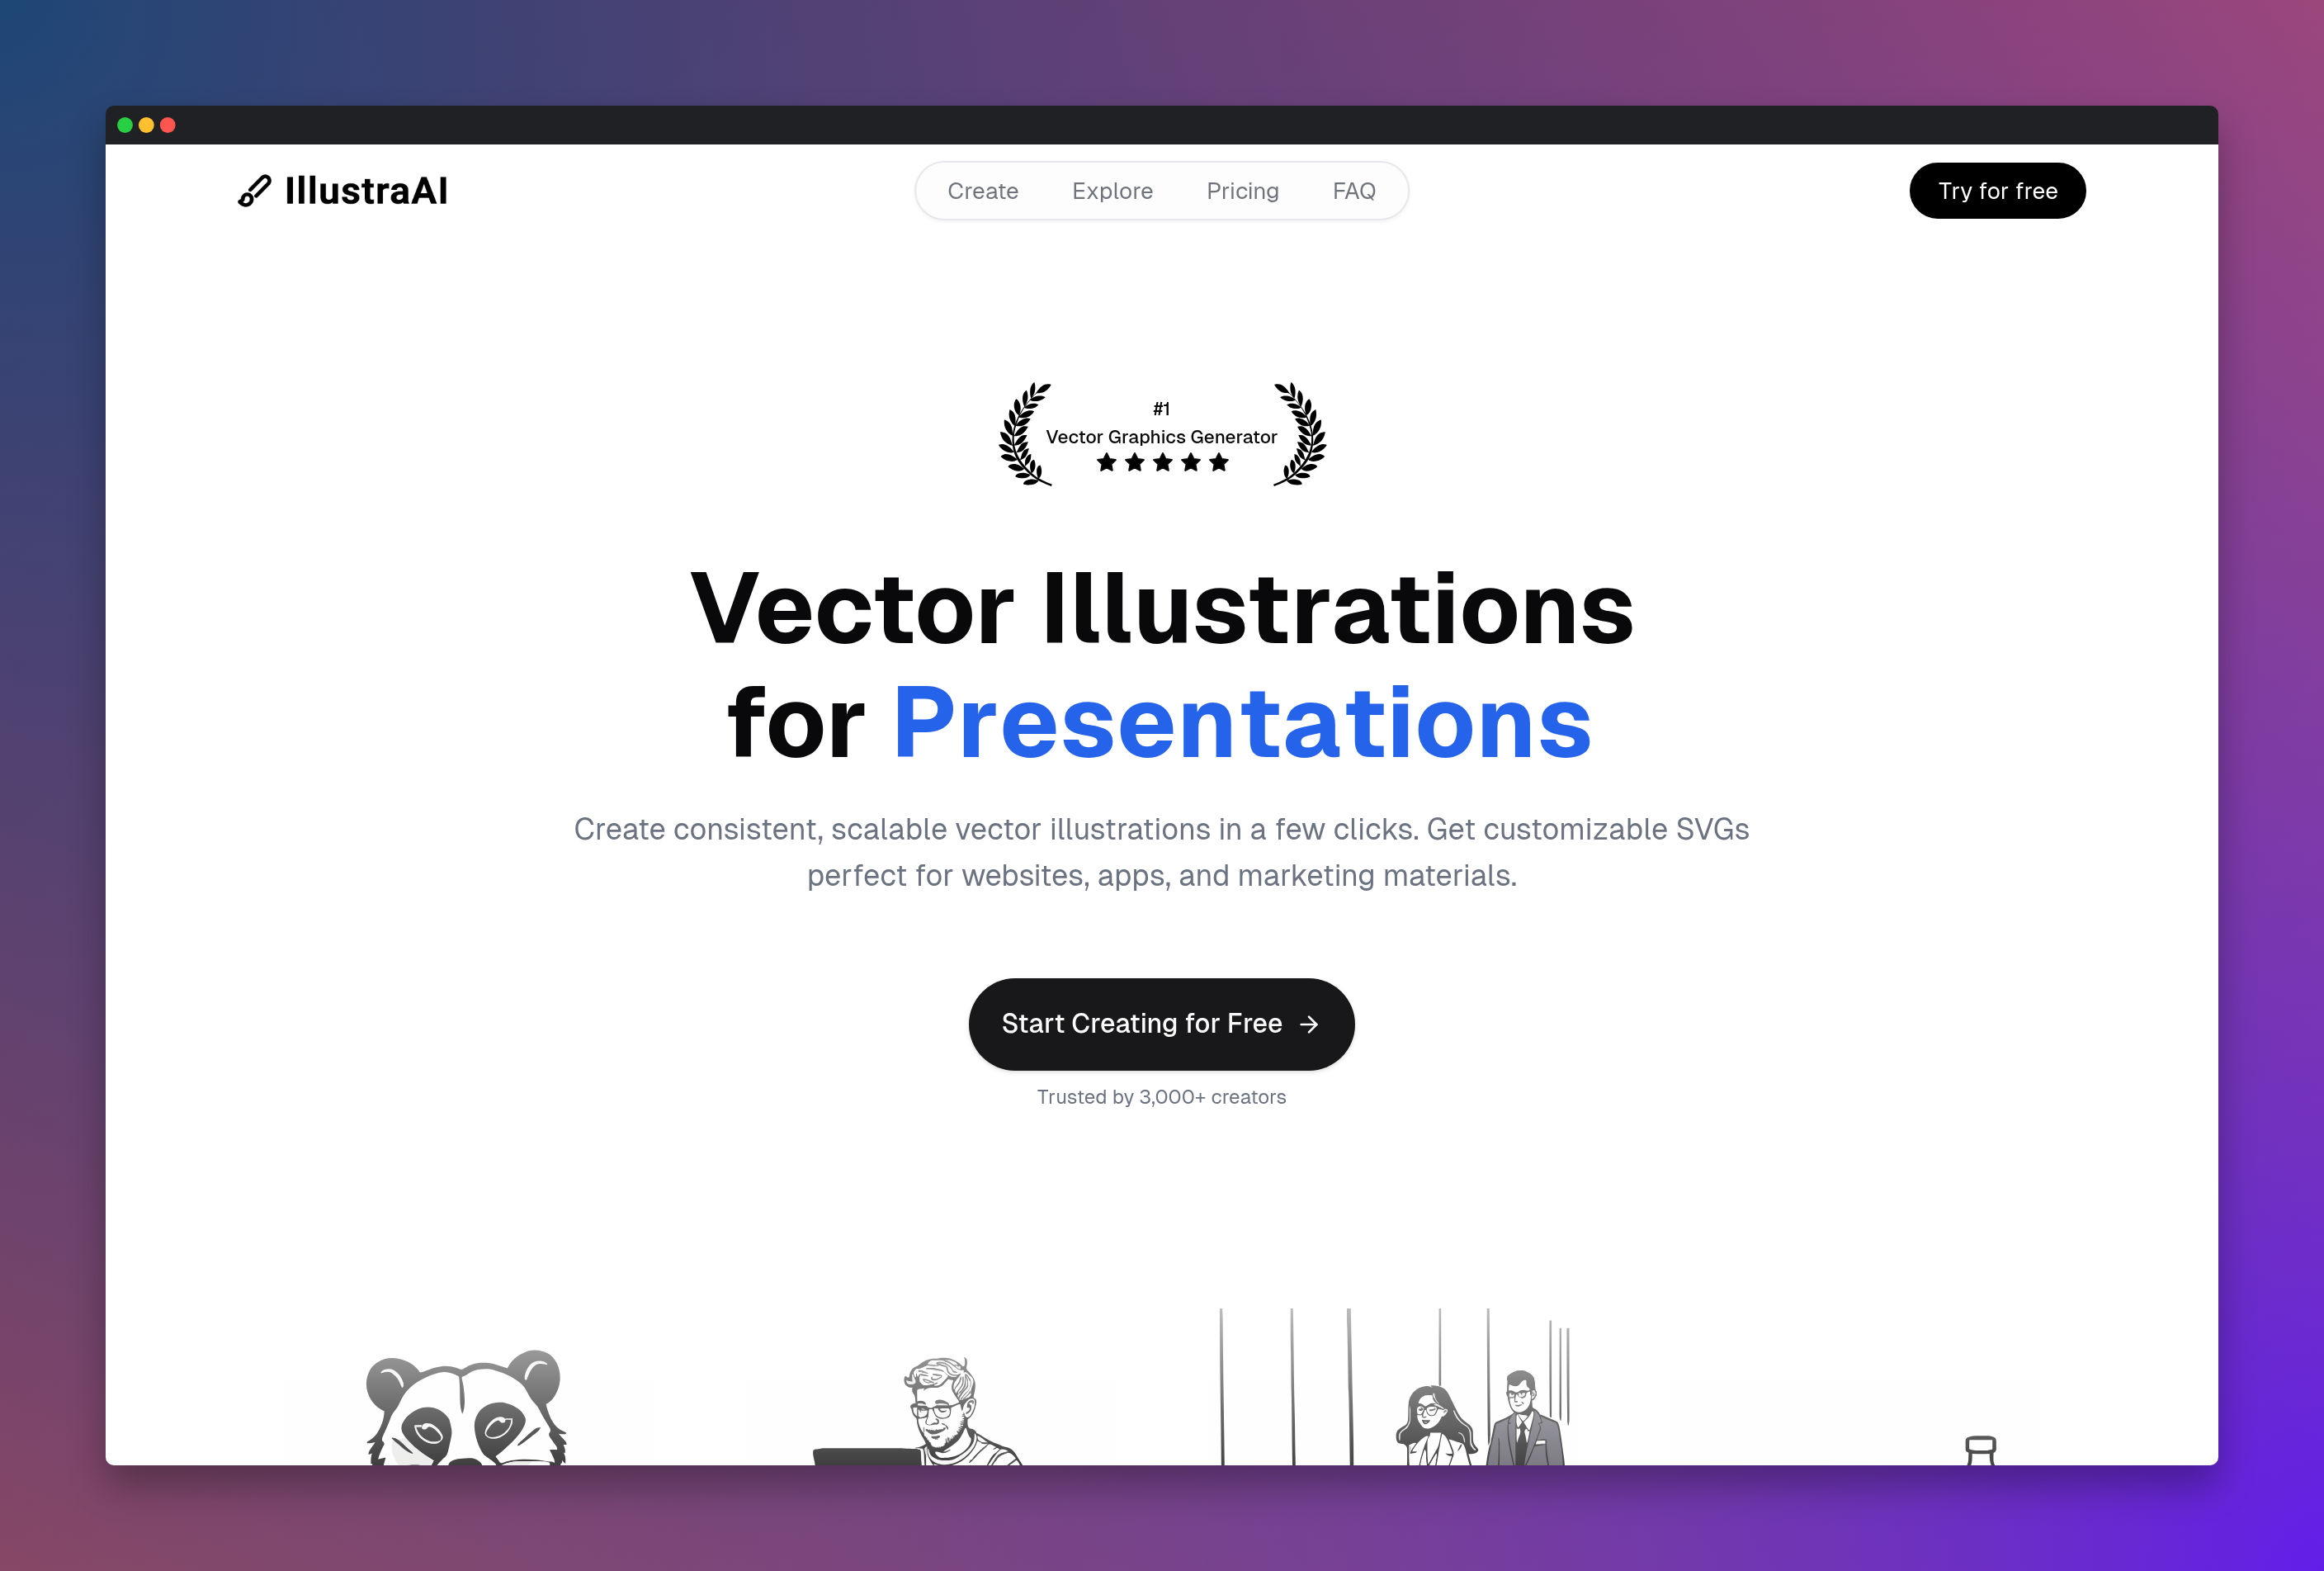 IllustraAI
Create
Explore
Pricing
FAQ
Try for free
#1
Vector Graphics Generator
Vector Illustrations
for Presentations
Create consistent, scalable vector illustrations in a few clicks. Get customizable SVGs
perfect for websites, apps, and marketing materials.
Start Creating for Free →
Trusted by 3,000+ creators